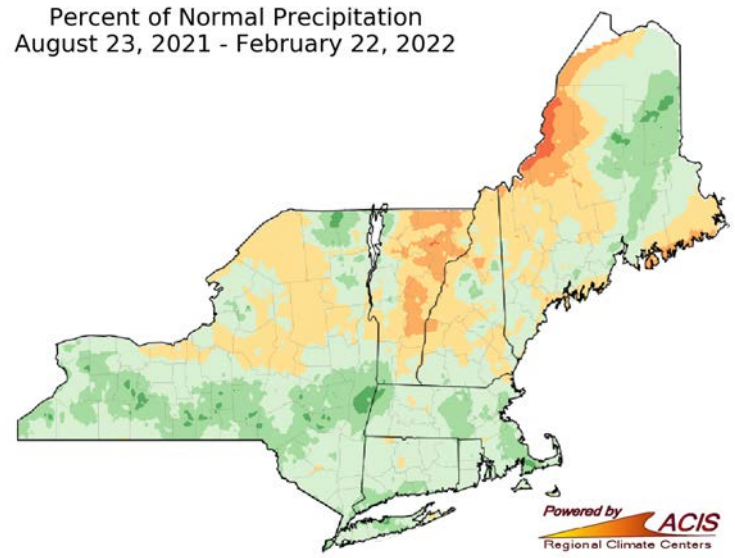 Percent of Normal Precipitation
August 23, 2021 - February 22, 2022
Powered by
ACIS
Regional Climate Centers